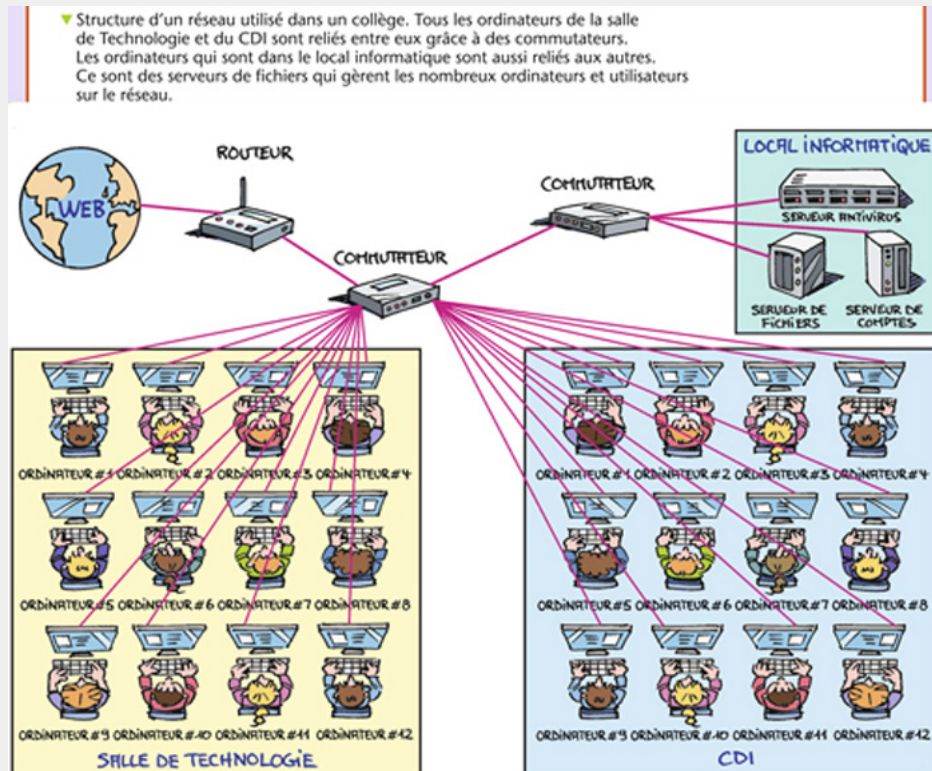 ▼ Structure d'un réseau utilisé dans un collège. Tous les ordinateurs de la salle
de Technologie et du CDI sont reliés entre eux grâce à des commutateurs.
Les ordinateurs qui sont dans le local informatique sont aussi reliés aux autres.
Ce sont des serveurs de fichiers qui gèrent les nombreux ordinateurs et utilisateurs
sur le réseau.
ROUTEUR
WEB
COMMUTATEUR
COMMUTATEUR
LOCAL INFORMATIQUE
SERVEUR ANTIVIRUS
SERVEUR DE
FICHIERS
SERVEUR DE
COMPTES
ORDINATEUR #1 ORDINATEUR #2 ORDINATEUR #3 ORDINATEUR #4
ORDINATEUR #5 ORDINATEUR #6 ORDINATEUR #7 ORDINATEUR #8
ORDINATEUR #9 ORDINATEUR #10 ORDINATEUR #11 ORDINATEUR #12
SALLE DE TECHNOLOGIE
ORDINATEUR #1 ORDINATEUR #2 ORDINATEUR #3 ORDINATEUR #4
ORDINATEUR #5 ORDINATEUR #6 ORDINATEUR #7 ORDINATEUR #8
ORDINATEUR #9 ORDINATEUR #10 ORDINATEUR #11 ORDINATEUR #12
CDI